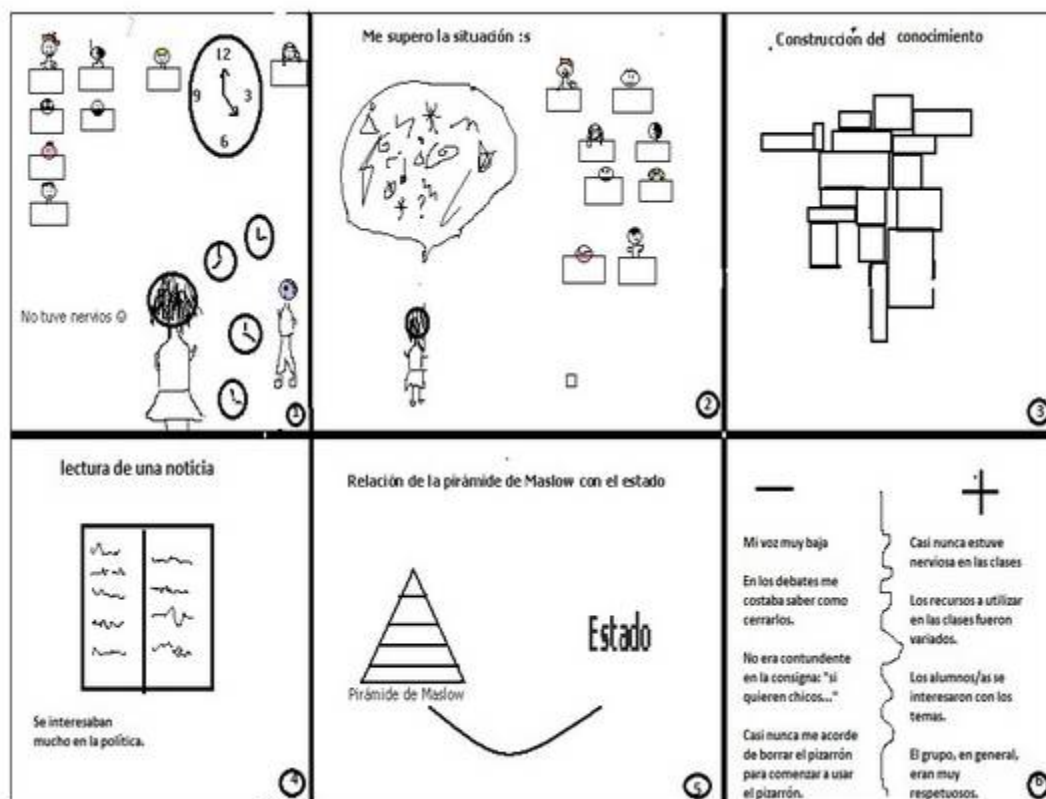 12
9
3
6
No tuve nervios ☺
1
Me supero la situación :s
?
2
Construcción del conocimiento
3
lectura de una noticia
Se interesaban
mucho en la política.
4
Relación de la pirámide de Maslow con el estado
Estado
Pirámide de Maslow
5
−
Mi voz muy baja
En los debates me
costaba saber como
cerrarlos.
No era contundente
en la consigna: "si
quieren chicos..."
Casi nunca me acorde
de borrar el pizarrón
para comenzar a usar
el pizarrón.
+
Casi nunca estuve
nerviosa en las clases
Los recursos a utilizar
en las clases fueron
variados.
Los alumnos/as se
interesaron con los
temas.
El grupo, en general,
eran muy
respetuosos.
6